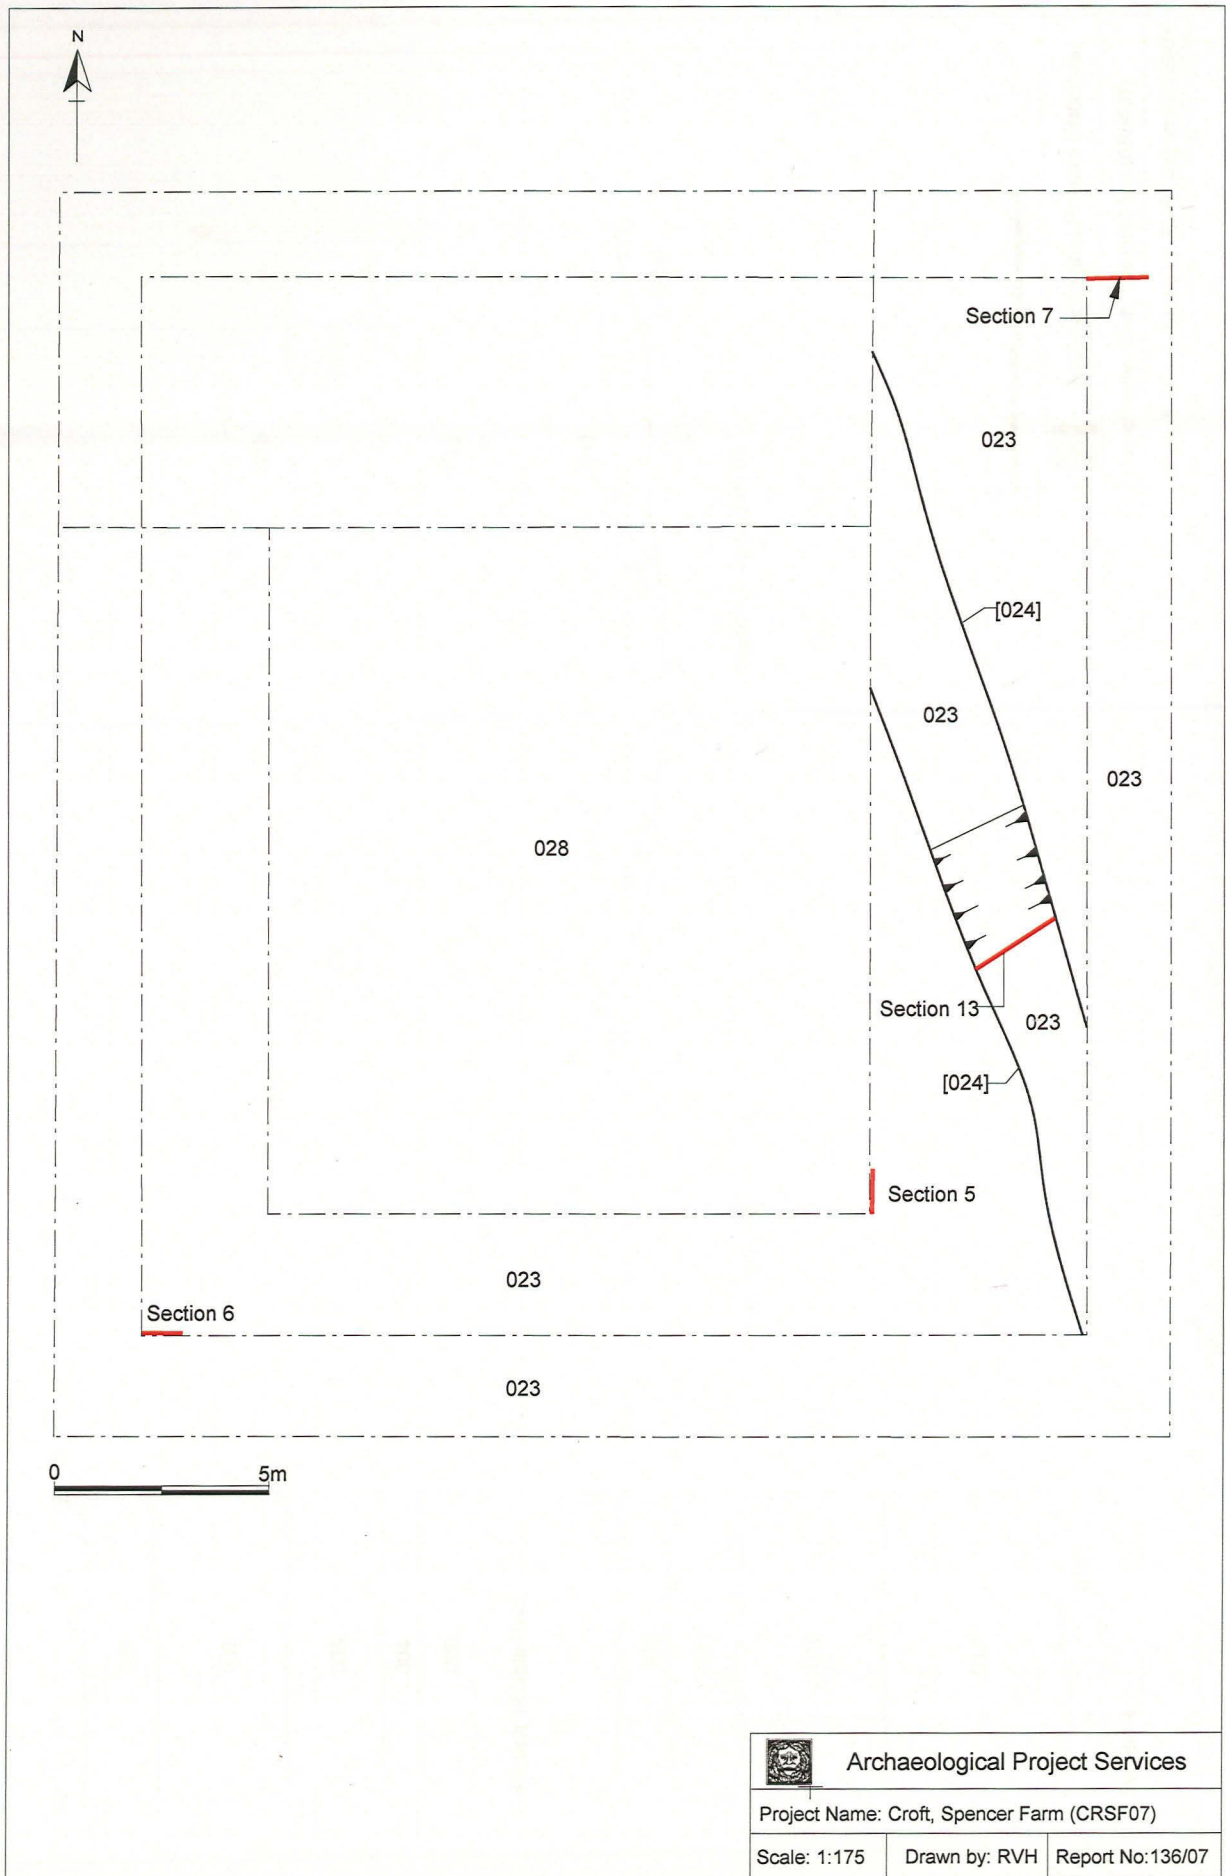 N
Section 7
023
[024]
023
023
028
Section 13
023
[024]
Section 5
023
Section 6
023
0 5m
Archaeological Project Services
Project Name: Croft, Spencer Farm (CRSF07)
Scale: 1:175 Drawn by: RVH Report No:136/07